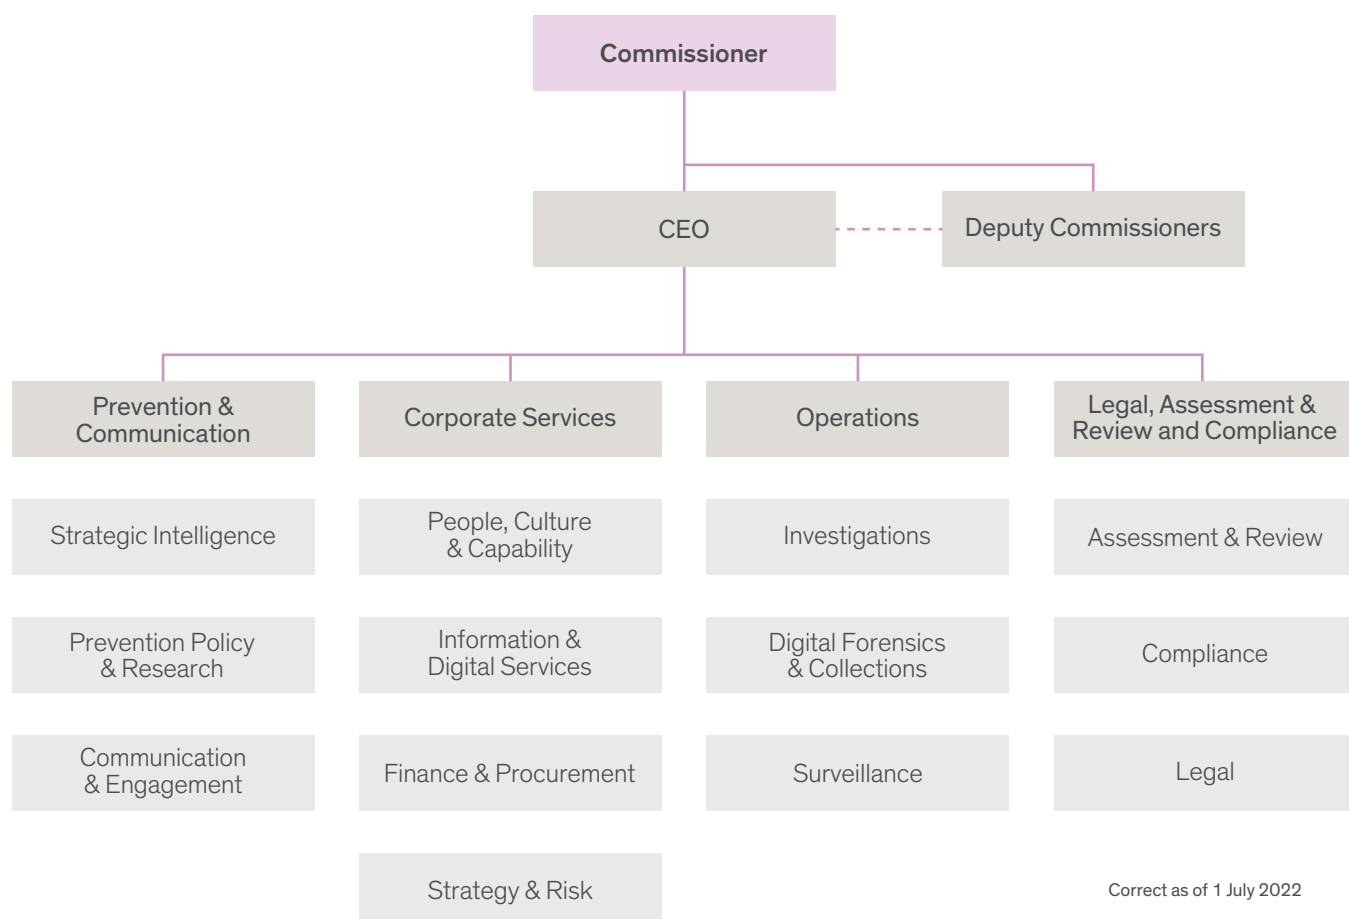 Commissioner
CEO
Deputy Commissioners
Prevention &
Communication
Corporate Services
Operations
Legal, Assessment &
Review and Compliance
Strategic Intelligence
People, Culture
& Capability
Investigations
Assessment & Review
Prevention Policy
& Research
Information &
Digital Services
Digital Forensics
& Collections
Compliance
Communication
& Engagement
Finance & Procurement
Surveillance
Legal
Strategy & Risk
Correct as of 1 July 2022